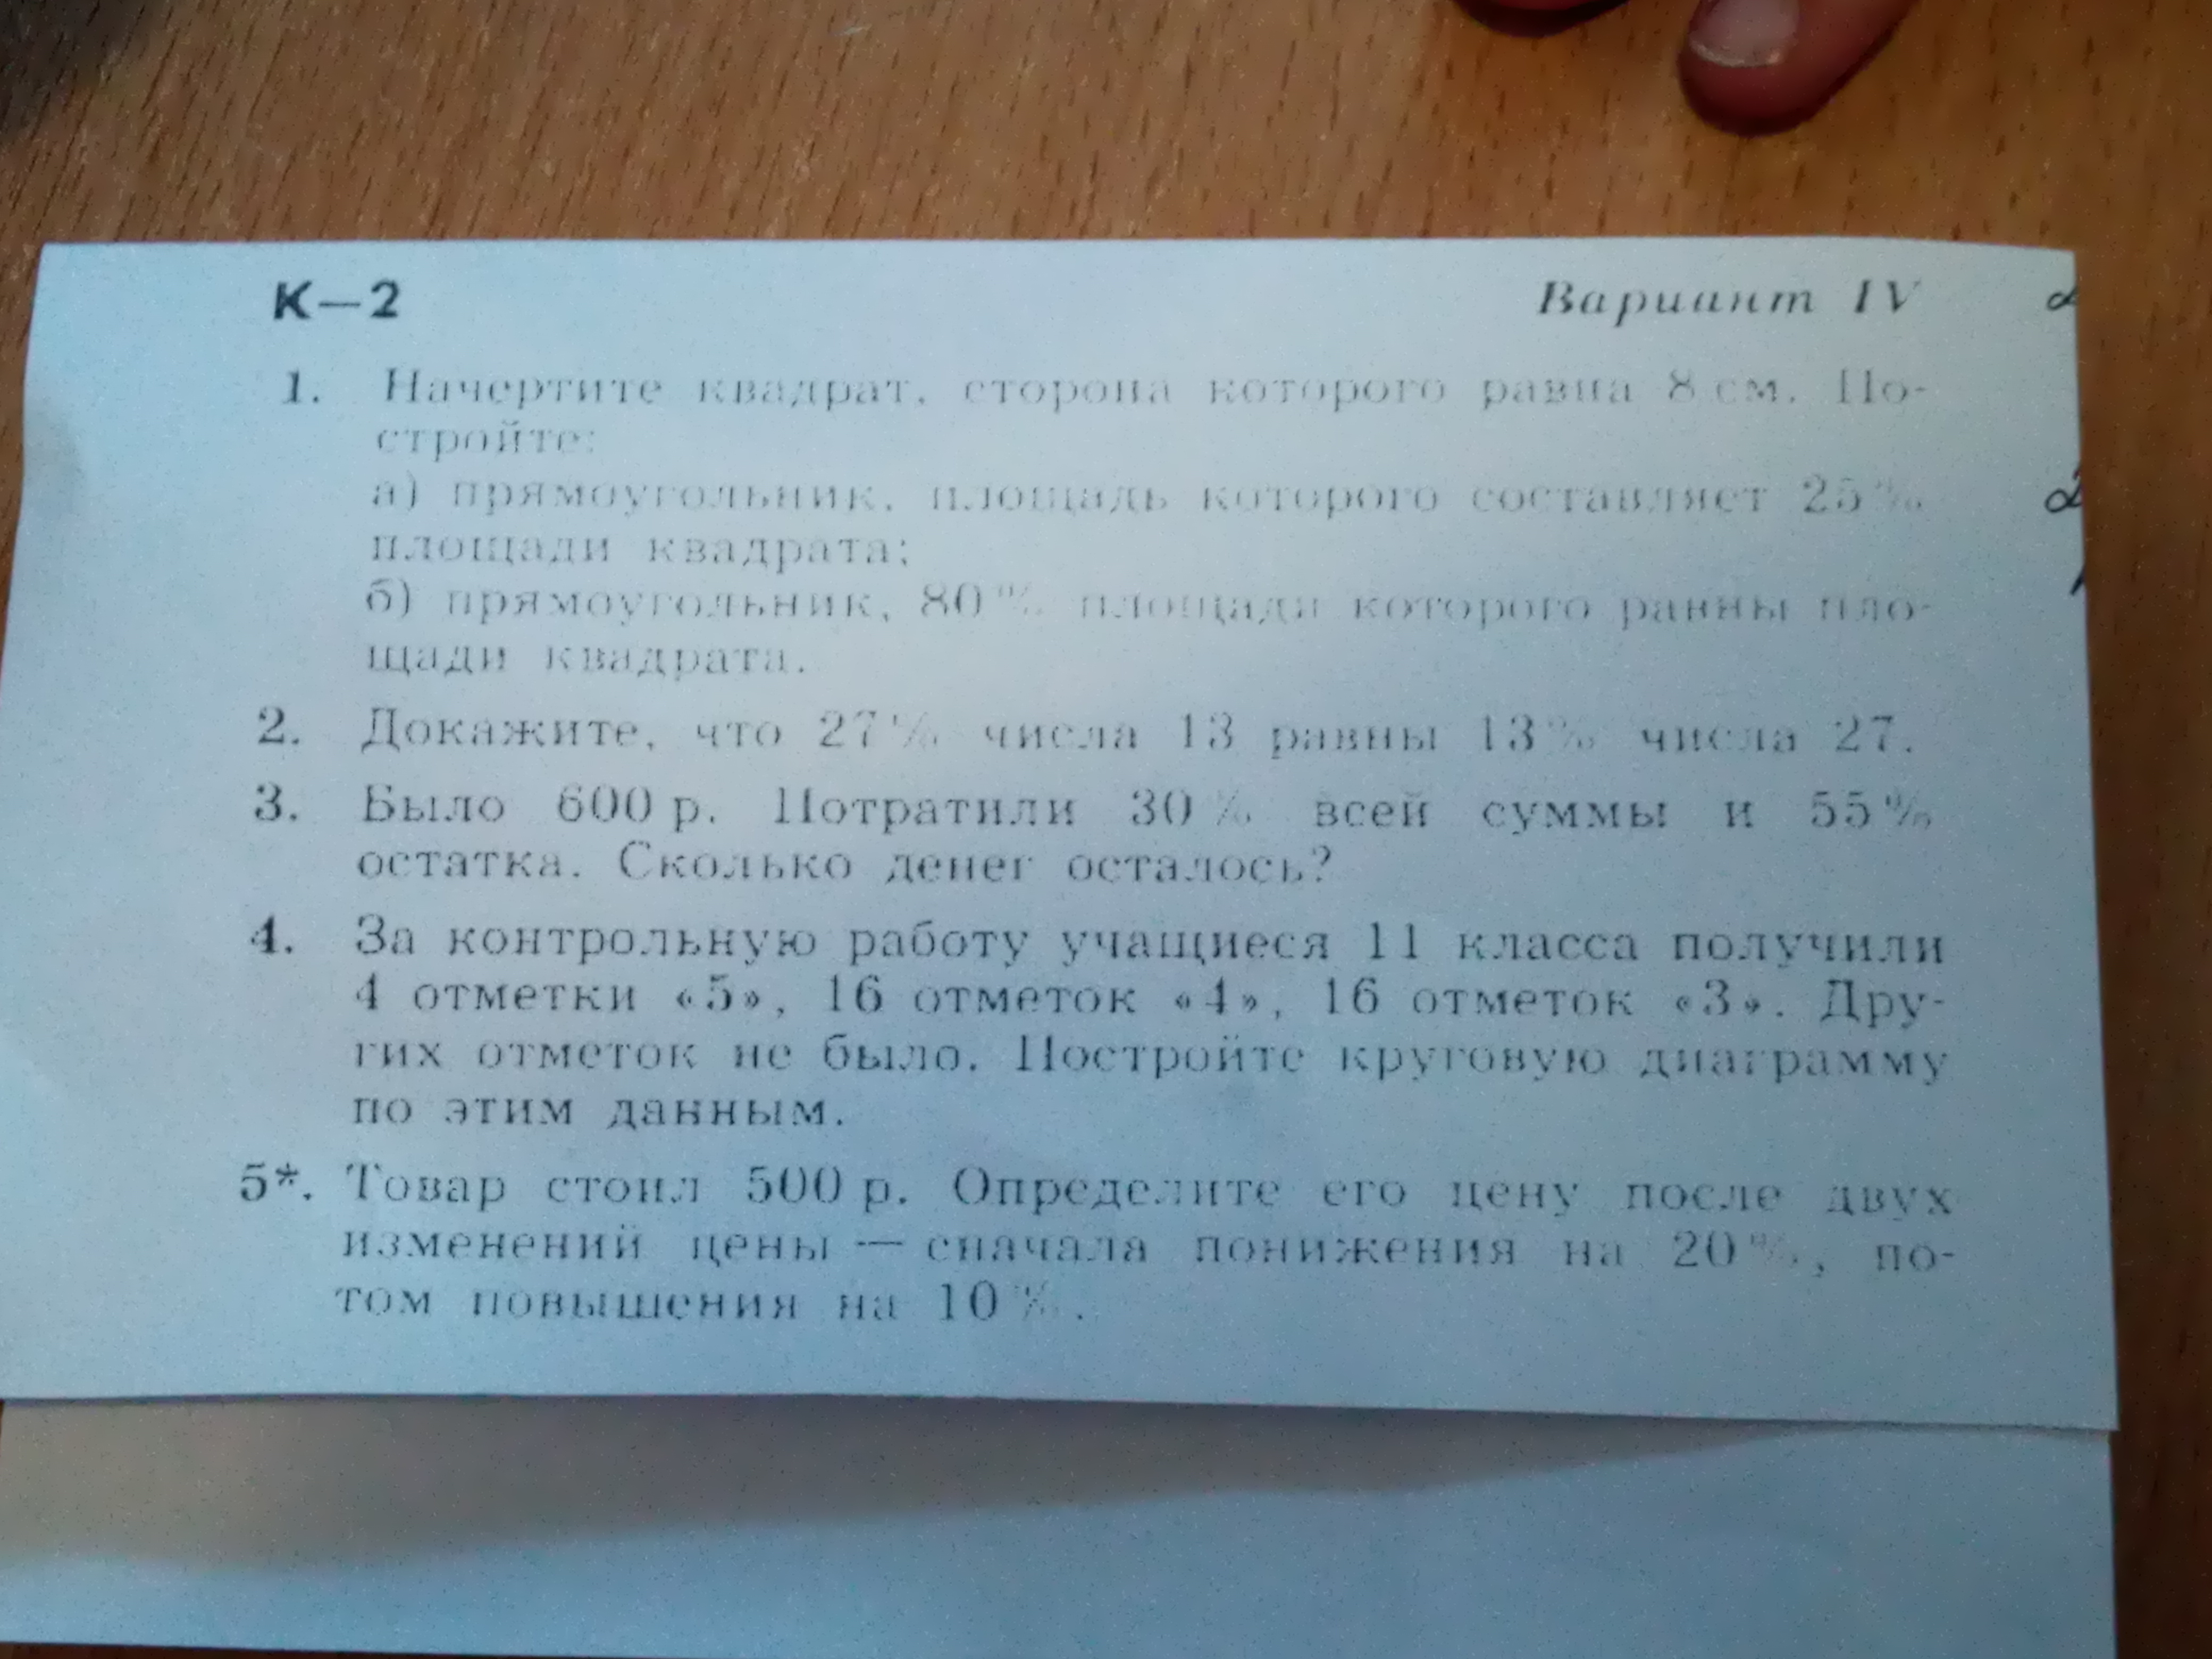 К—2
Вариант IV
1. Начертите квадрат, сторона которого равна 8 см. По-
стройте:
а) прямоугольник, площадь которого составляет 25%
площади квадрата;
б) прямоугольник, 80% площади которого равны пло-
щади квадрата.
2. Докажите, что 27% числа 13 равны 13% числа 27.
3. Было 600 р. Потратили 30% всей суммы и 55%
остатка. Сколько денег осталось?
4. За контрольную работу учащиеся 11 класса получили
4 отметки «5», 16 отметок «4», 16 отметок «3». Дру-
гих отметок не было. Постройте круговую диаграмму
по этим данным.
5*. Товар стоил 500 р. Определите его цену после двух
изменений цены — сначала понижения на 20%, по-
том повышения на 10%.